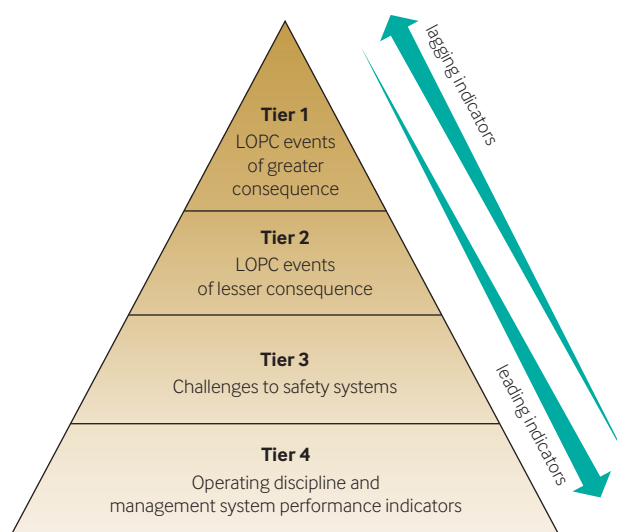 Tier 1
LOPC events
of greater
consequence
Tier 2
LOPC events
of lesser consequence
Tier 3
Challenges to safety systems
Tier 4
Operating discipline and
management system performance indicators
lagging indicators
leading indicators